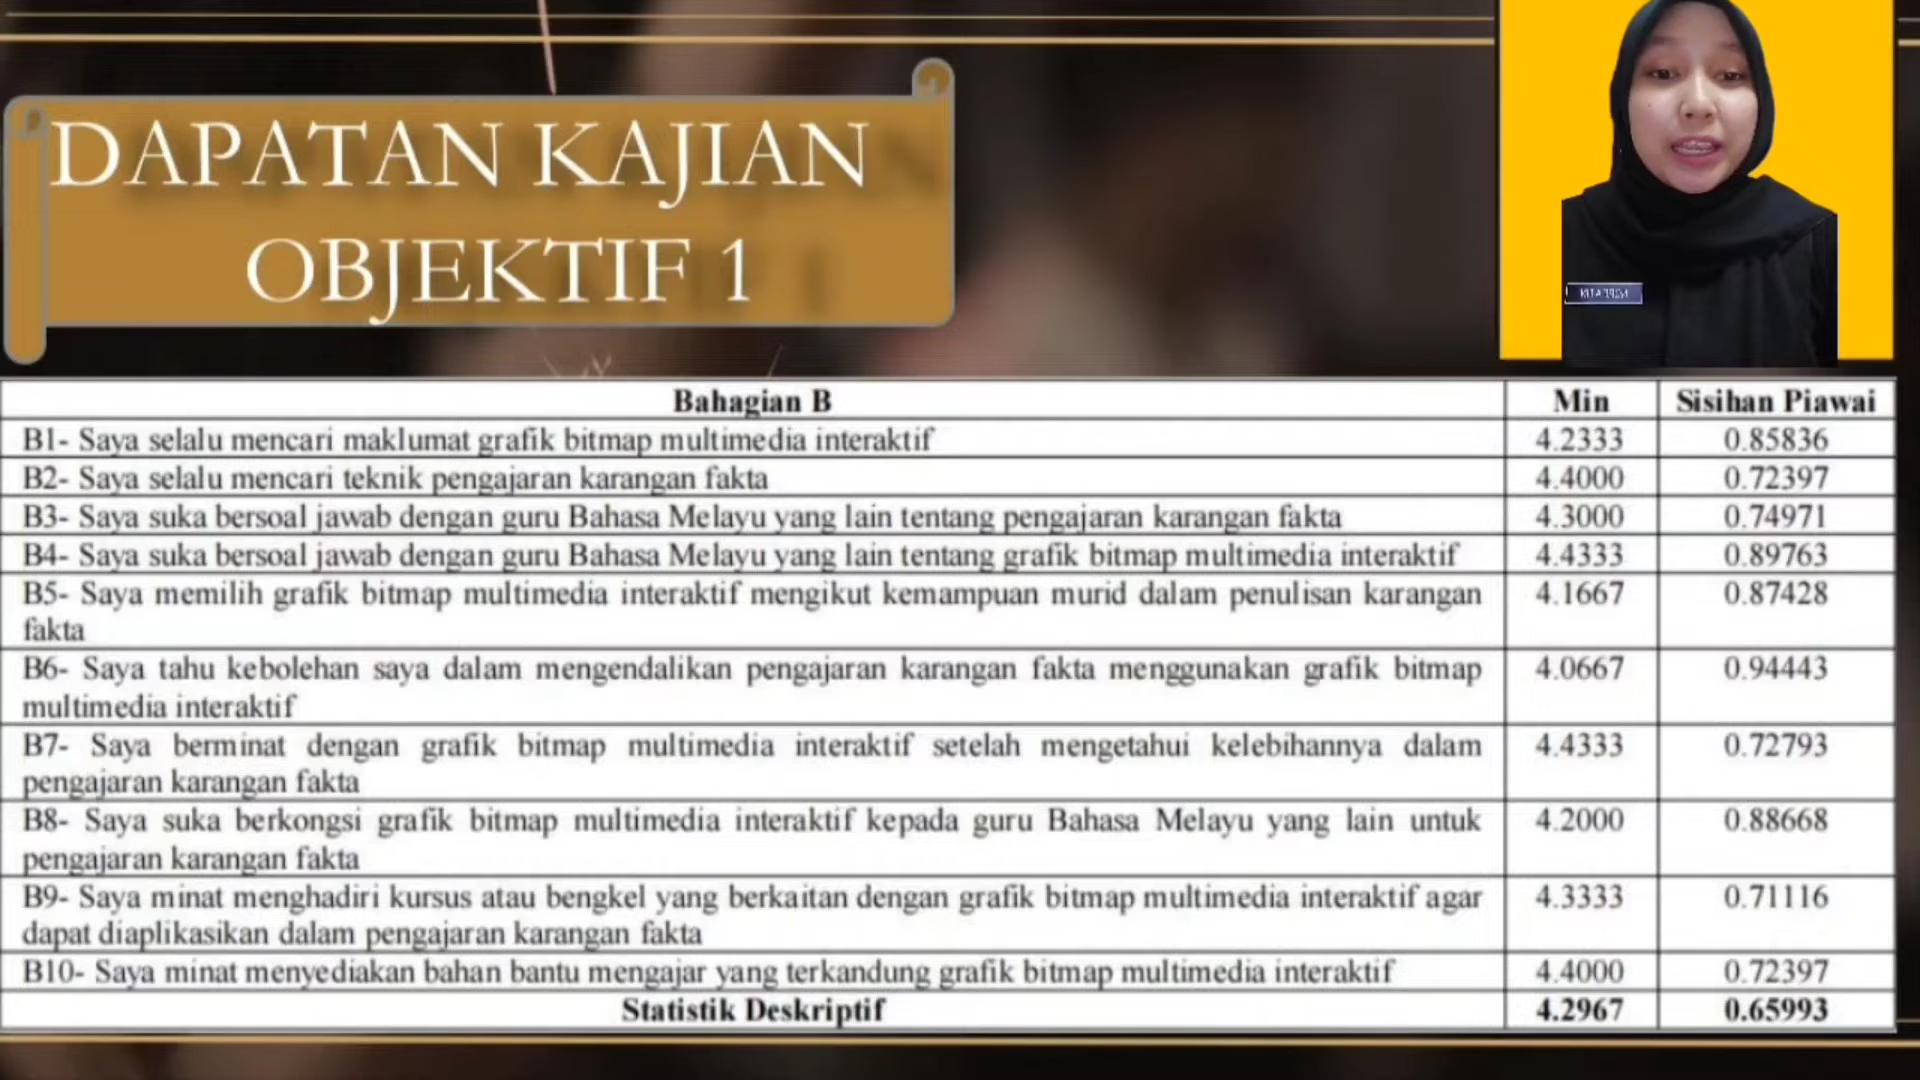 DAPATAN KAJIAN
OBJEKTIF 1
Bahagian B Min Sisihan Piawai
B1- Saya selalu mencari maklumat grafik bitmap multimedia interaktif 4.2333 0.85836
B2- Saya selalu mencari teknik pengajaran karangan fakta 4.4000 0.72397
B3- Saya suka bersoal jawab dengan guru Bahasa Melayu yang lain tentang pengajaran karangan fakta 4.3000 0.74971
B4- Saya suka bersoal jawab dengan guru Bahasa Melayu yang lain tentang grafik bitmap multimedia interaktif 4.4333 0.89763
B5- Saya memilih grafik bitmap multimedia interaktif mengikut kemampuan murid dalam penulisan karangan 4.1667 0.87428
fakta
B6- Saya tahu kebolehan saya dalam mengendalikan pengajaran karangan fakta menggunakan grafik bitmap 4.0667 0.94443
multimedia interaktif
B7- Saya berminat dengan grafik bitmap multimedia interaktif setelah mengetahui kelebihannya dalam 4.4333 0.72793
pengajaran karangan fakta
B8- Saya suka berkongsi grafik bitmap multimedia interaktif kepada guru Bahasa Melayu yang lain untuk 4.2000 0.88668
pengajaran karangan fakta
B9- Saya minat menghadiri kursus atau bengkel yang berkaitan dengan grafik bitmap multimedia interaktif agar 4.3333 0.71116
dapat diaplikasikan dalam pengajaran karangan fakta
B10- Saya minat menyediakan bahan bantu mengajar yang terkandung grafik bitmap multimedia interaktif 4.4000 0.72397
Statistik Deskriptif 4.2967 0.65993